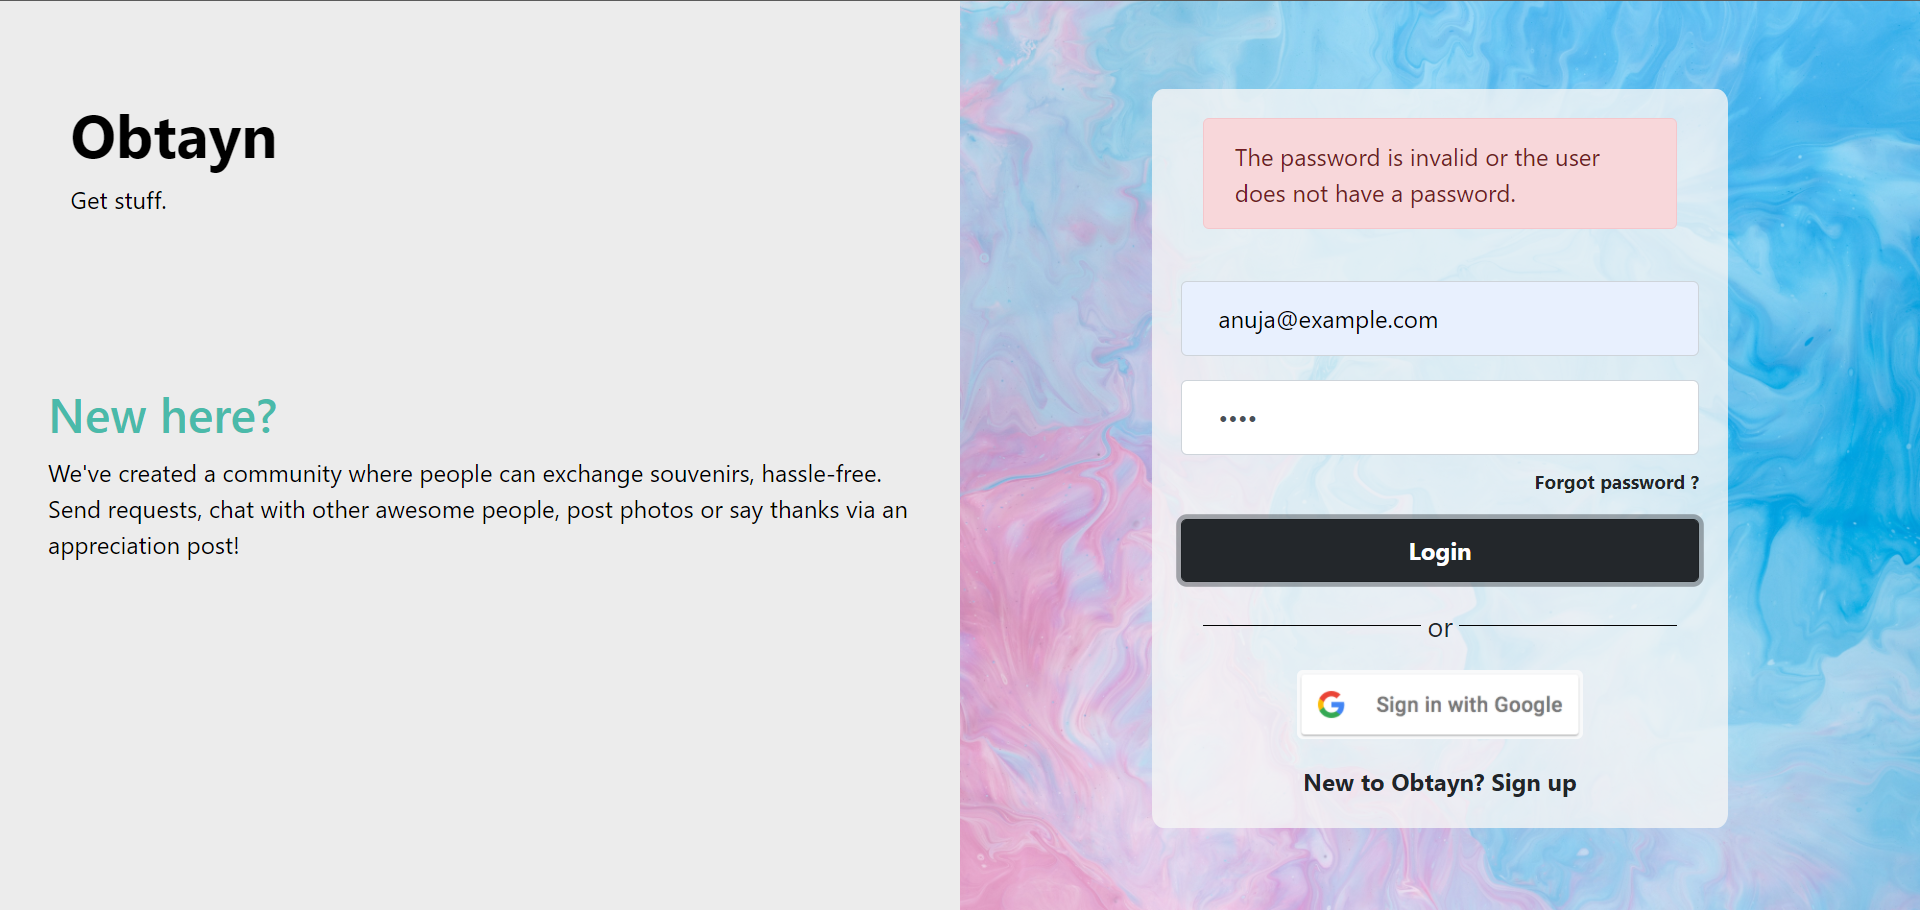 Obtayn
Get stuff.
New here?
We've created a community where people can exchange souvenirs, hassle-free.
Send requests, chat with other awesome people, post photos or say thanks via an
appreciation post!
The password is invalid or the user
does not have a password.
anuja@example.com
••••
Forgot password ?
Login
or
Sign in with Google
New to Obtayn? Sign up